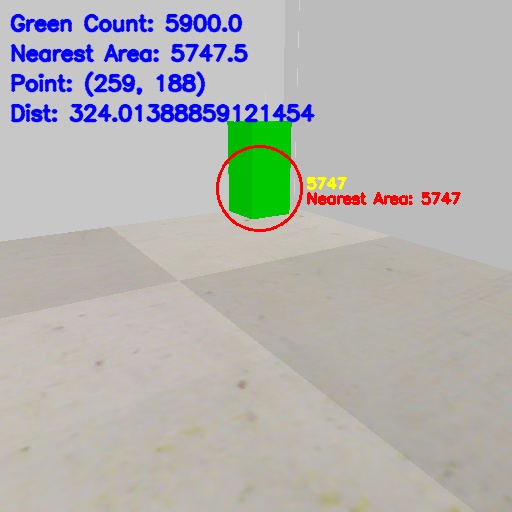 Green Count: 5900.0
Nearest Area: 5747.5
Point: (259, 188)
Dist: 324.01388859121454
5747
Nearest Area: 5747